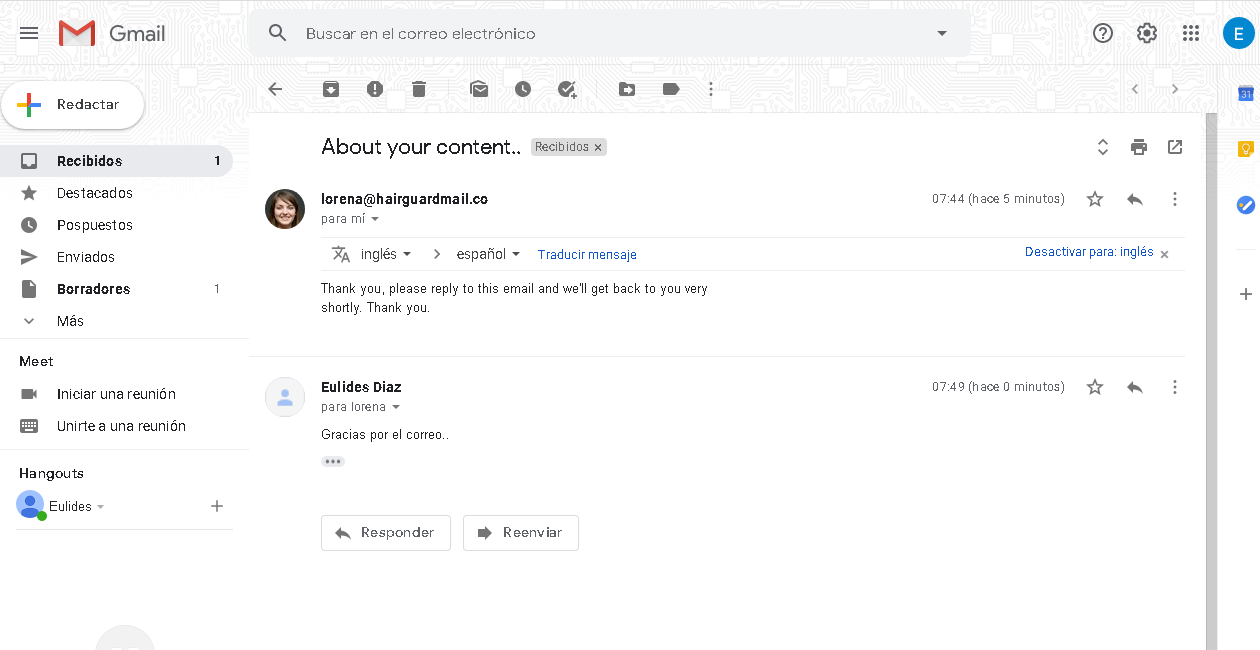 Gmail
Buscar en el correo electrónico
E
Redactar
31
Recibidos 1
Destacados
Pospuestos
Enviados
Borradores 1
Más
Meet
Iniciar una reunión
Unirte a una reunión
Hangouts
Eulides
About your content.. Recibidos x
lorena@hairguardmail.co 07:44 (hace 5 minutos)
para mí
inglés español Traducir mensaje Desactivar para: inglés x
Thank you, please reply to this email and we'll get back to you very
shortly. Thank you.
Eulides Diaz 07:49 (hace 0 minutos)
para lorena
Gracias por el correo..
Responder Reenviar